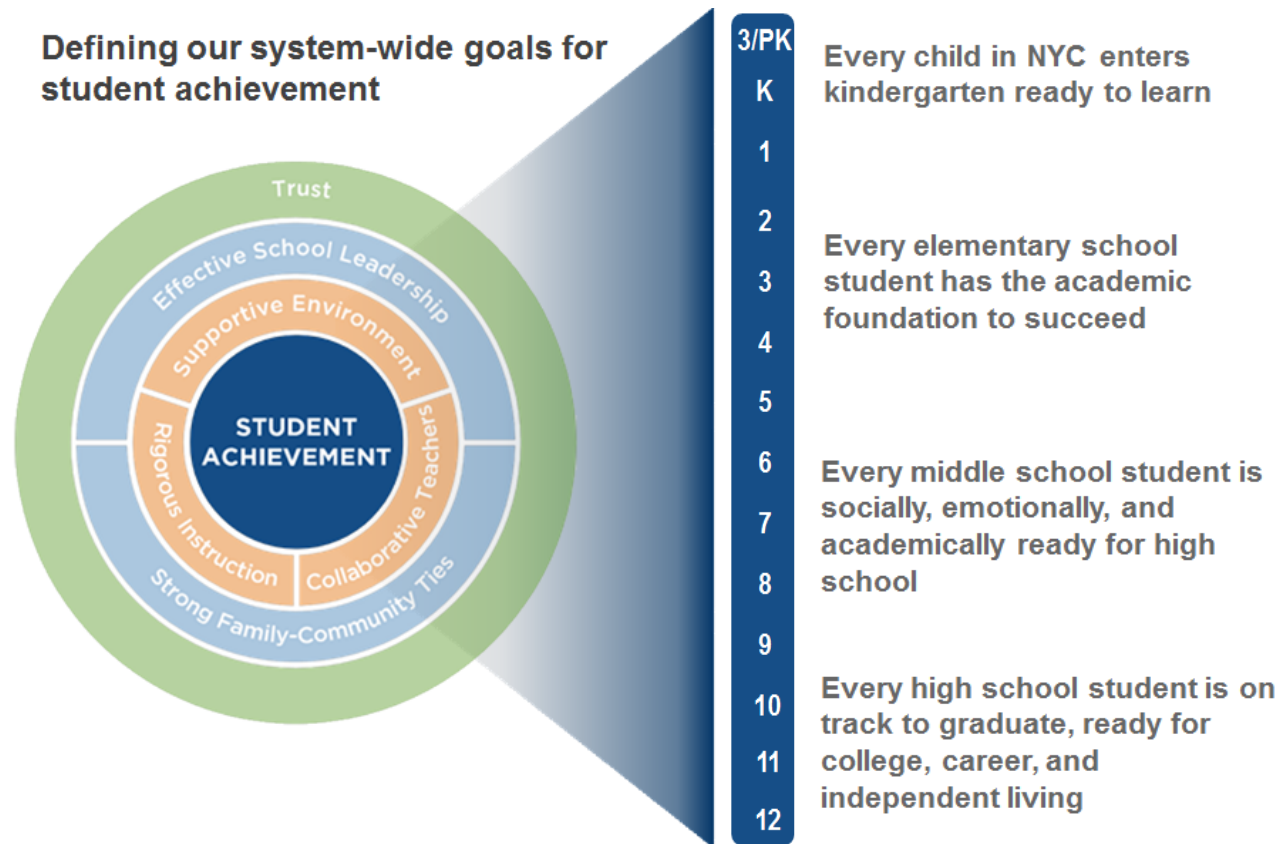 Defining our system-wide goals for
student achievement
Trust
Effective School Leadership
Supportive Environment
STUDENT
ACHIEVEMENT
Rigorous Instruction
Collaborative Teachers
Strong Family-Community Ties
3/PK
K
1
2
3
4
5
6
7
8
9
10
11
12
Every child in NYC enters
kindergarten ready to learn
Every elementary school
student has the academic
foundation to succeed
Every middle school student is
socially, emotionally, and
academically ready for high
school
Every high school student is on
track to graduate, ready for
college, career, and
independent living